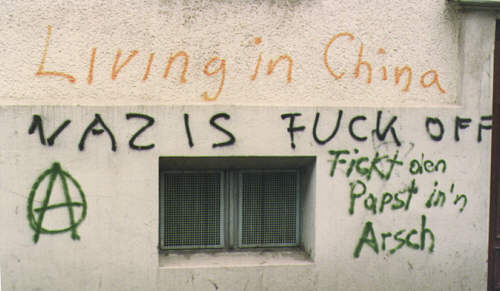 Living in China
NAZIS FUCK OFF
Fickt den
Papst in'n
Arsch